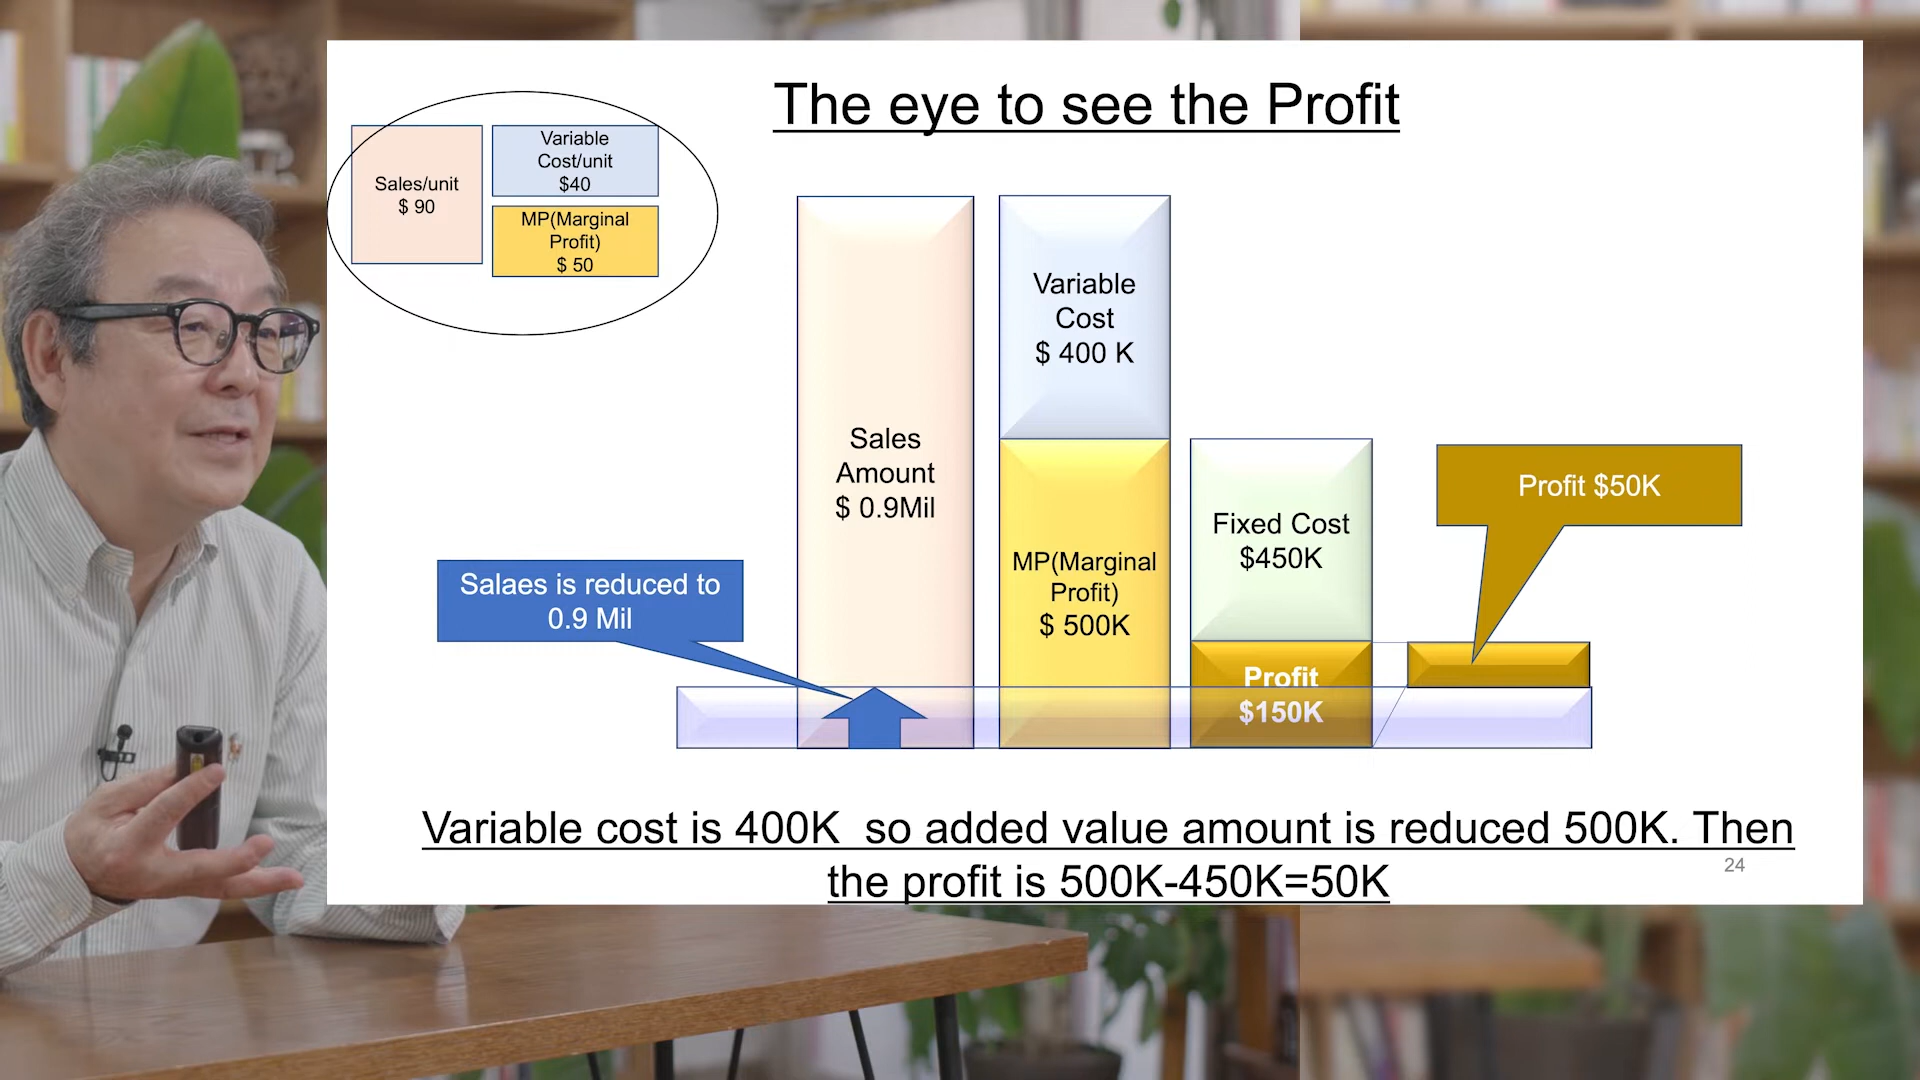 The eye to see the Profit
Sales/unit
$ 90
Variable
Cost/unit
$40
MP(Marginal
Profit)
$ 50
Sales
Amount
$ 0.9Mil
Variable
Cost
$ 400 K
MP(Marginal
Profit)
$ 500K
Fixed Cost
$450K
Profit
$150K
Profit $50K
Salaes is reduced to
0.9 Mil
Variable cost is 400K  so added value amount is reduced 500K. Then
the profit is 500K-450K=50K
24